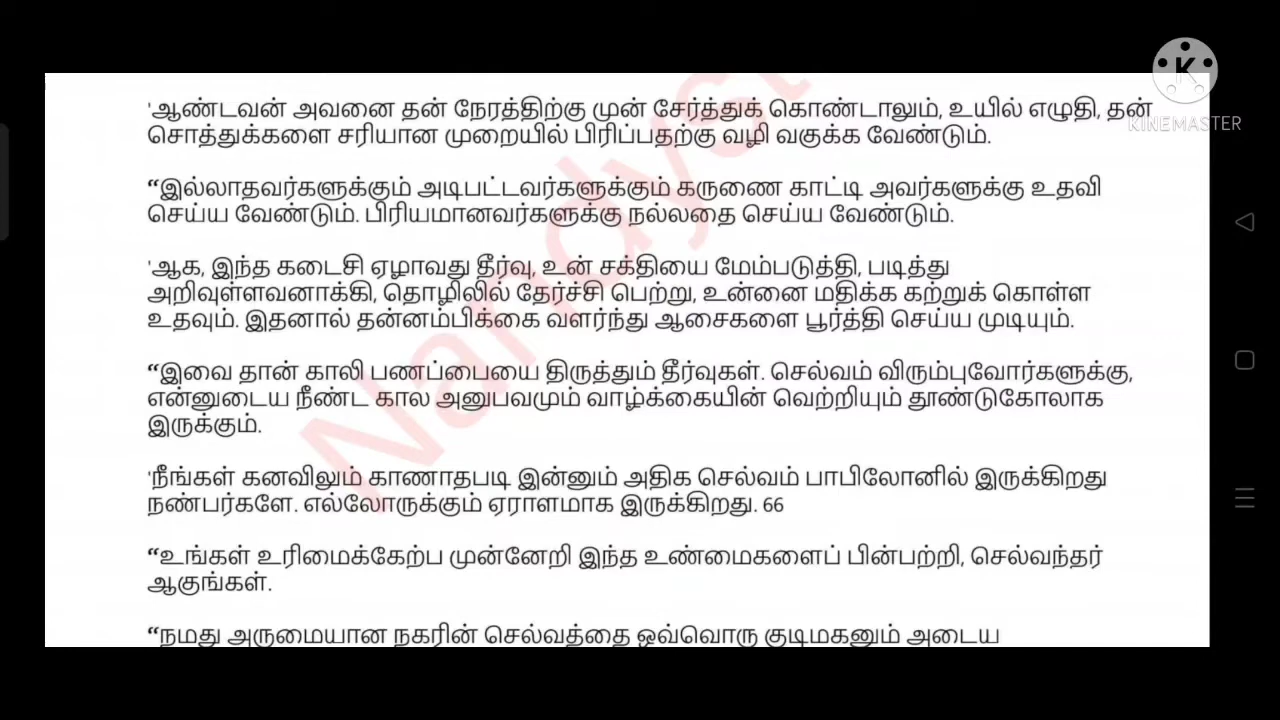 'ஆண்டவன் அவனை தன் நேரத்திற்கு முன் சேர்த்துக் கொண்டாலும், உயில் எழுதி, தன்
சொத்துக்களை சரியான முறையில் பிரிப்பதற்கு வழி வகுக்க வேண்டும்.
“இல்லாதவர்களுக்கும் அடிபட்டவர்களுக்கும் கருணை காட்டி அவர்களுக்கு உதவி
செய்ய வேண்டும். பிரியமானவர்களுக்கு நல்லதை செய்ய வேண்டும்.
'ஆக, இந்த கடைசி ஏழாவது தீர்வு, உன் சக்தியை மேம்படுத்தி, படித்து
அறிவுள்ளவனாக்கி, தொழிலில் தேர்ச்சி பெற்று, உன்னை மதிக்க கற்றுக் கொள்ள
உதவும். இதனால் தன்னம்பிக்கை வளர்ந்து ஆசைகளை பூர்த்தி செய்ய முடியும்.
“இவை தான் காலி பணப்பையை திருத்தும் தீர்வுகள். செல்வம் விரும்புவோர்களுக்கு,
என்னுடைய நீண்ட கால அனுபவமும் வாழ்க்கையின் வெற்றியும் தூண்டுகோலாக
இருக்கும்.
'நீங்கள் கனவிலும் காணாதபடி இன்னும் அதிக செல்வம் பாபிலோனில் இருக்கிறது
நண்பர்களே. எல்லோருக்கும் ஏராளமாக இருக்கிறது. 66
“உங்கள் உரிமைக்கேற்ப முன்னேறி இந்த உண்மைகளைப் பின்பற்றி, செல்வந்தர்
ஆகுங்கள்.
“நமது அருமையான நகரின் செல்வத்தை ஒவ்வொரு குடிமகனும் அடைய
Nandyst
K
KINEMASTER